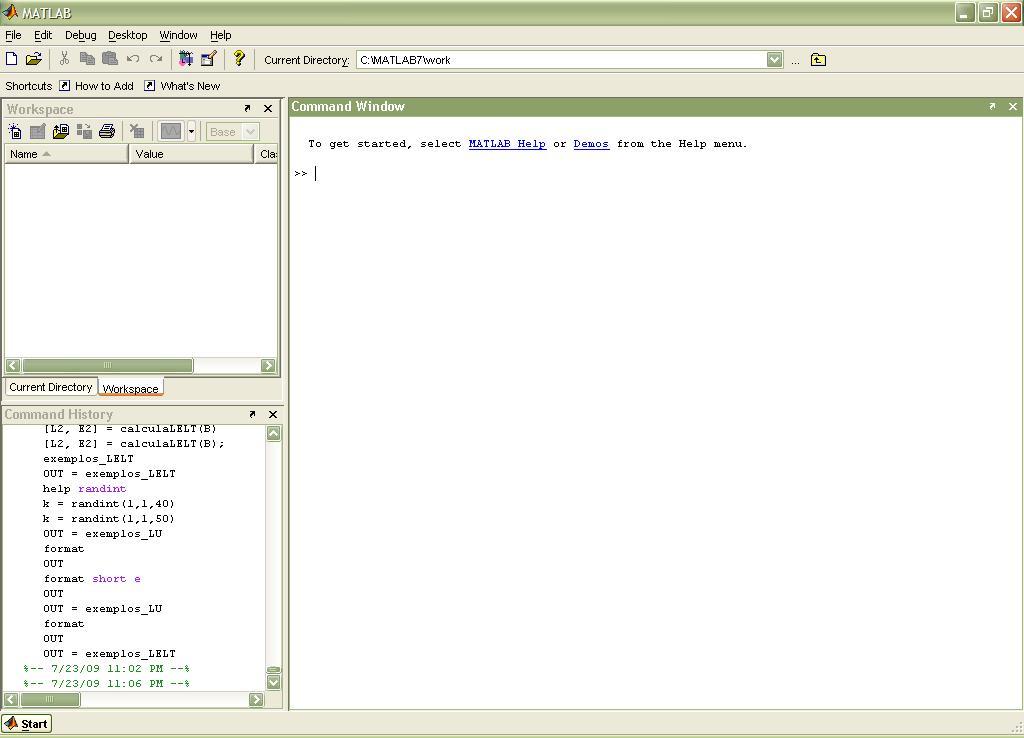 MATLAB
File Edit Debug Desktop Window Help
Current Directory: C:\MATLAB7\work ...
Shortcuts How to Add What's New
Workspace
Base
Name Value Cla
Current Directory Workspace
Command History
[L2, E2] = calculaLELT(B)
[L2, E2] = calculaLELT(B);
exemplos_LELT
OUT = exemplos_LELT
help randint
k = randint(1,1,40)
k = randint(1,1,50)
OUT = exemplos_LU
format
OUT
format short e
OUT
OUT = exemplos_LU
format
OUT
OUT = exemplos_LELT
%-- 7/23/09 11:02 PM --%
%-- 7/23/09 11:06 PM --%
Command Window
To get started, select MATLAB Help or Demos from the Help menu.
>>
Start